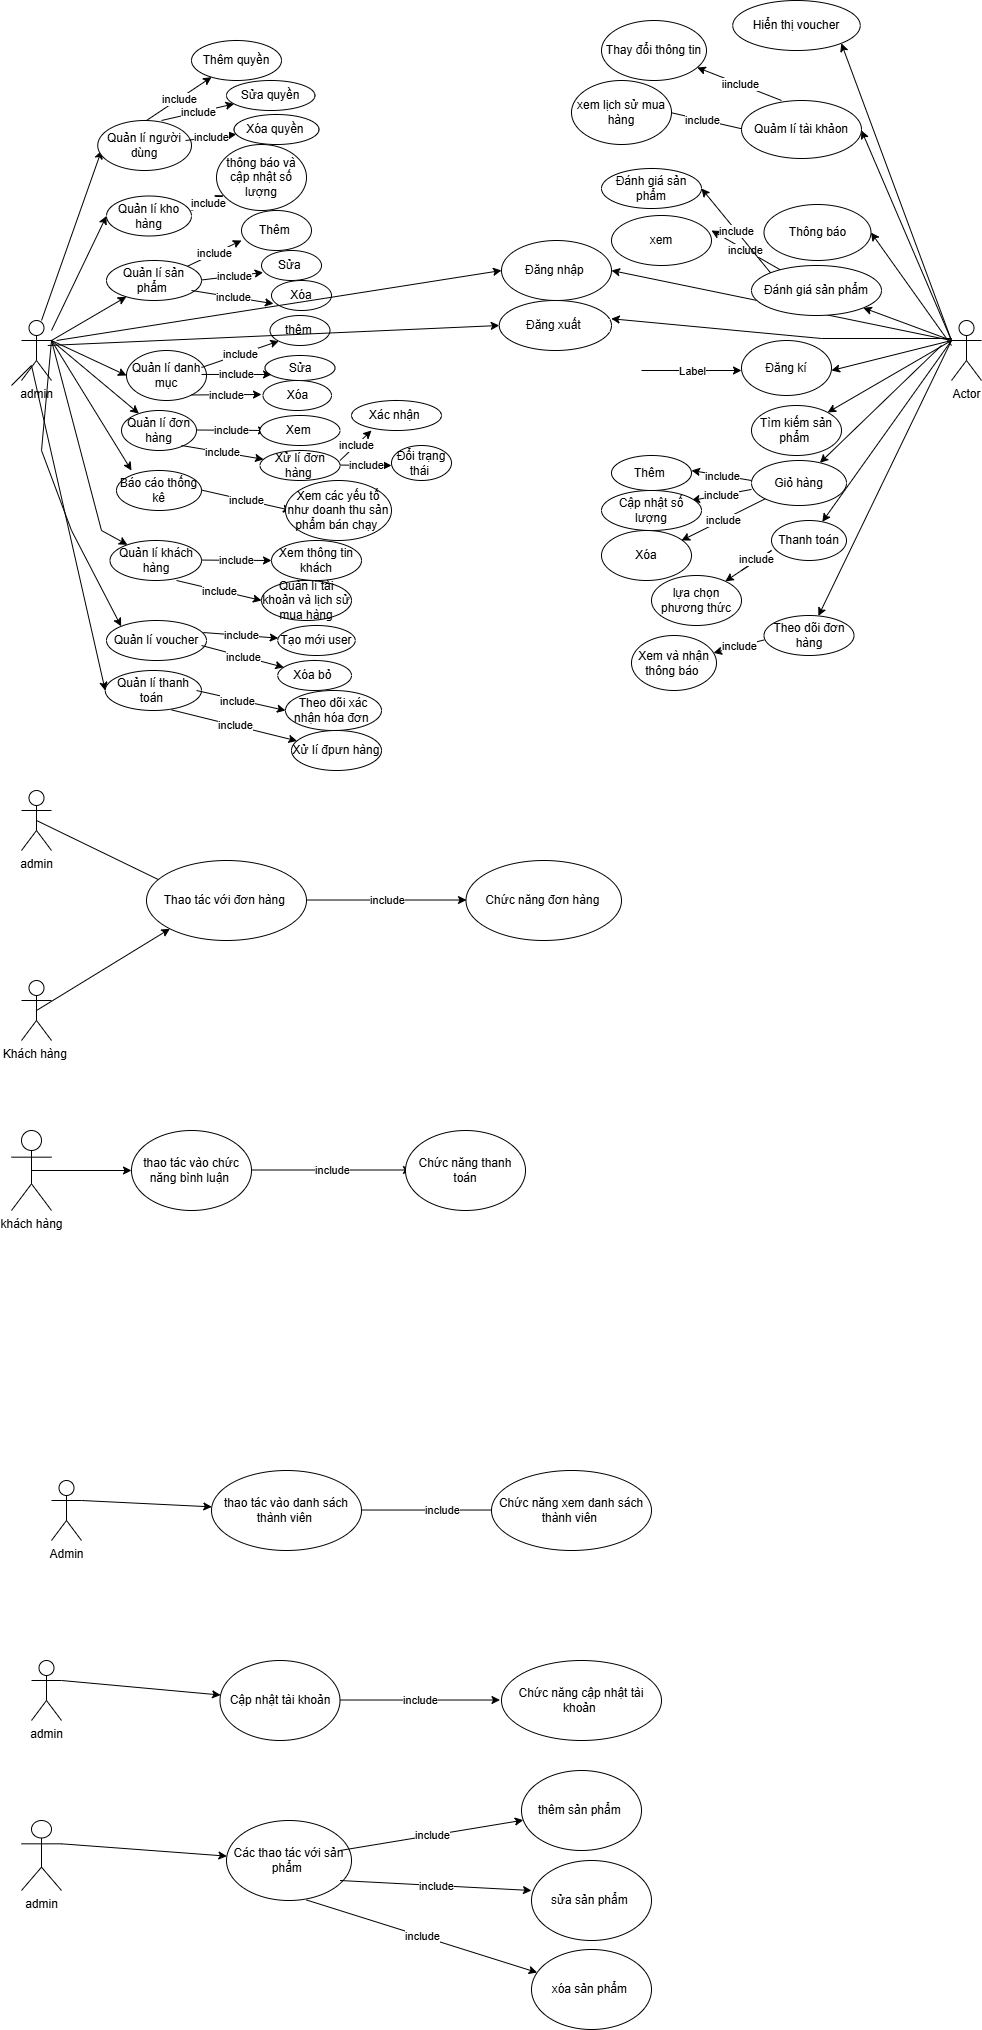 Hiển thị voucher
Thêm quyền
Thay đổi thông tin
iinclude
include
Sửa quyền
include
xem lịch sử mua
hàng
include
Quảm lí tài khảon
Xóa quyền
Quản lí người
dùng
include
thông báo và
cập nhật số
lượng
Đánh giá sản
phẩm
include
Quản lí kho
hàng
Thêm
include
Thông báo
xem
include
include
Quản lí sản
phẩm
Sửa
include
Đăng nhập
Đánh giá sản phẩm
Xóa
include
thêm
Đăng xuất
include
Quản lí danh
mục
Sửa
include
Label
Đăng kí
admin
Actor
Xóa
include
Xác nhận
Quản lí đơn
hàng
include
Xem
Tìm kiếm sản
phẩm
include
include
Xử lí đơn
hàng
include
Đổi trạng
thái
Thêm
include
Giỏ hàng
Báo cáo thống
kê
include
Xem các yếu tố
như doanh thu sản
phẩm bán chạy
Cập nhật số
lượng
include
include
Thanh toán
Quản lí khách
hàng
include
Xem thông tin
khách
Xóa
include
include
Quản lí tài
khoản và lịch sử
mua hàng
lựa chọn
phương thức
Quản lí voucher
include
Tạo mới user
Theo dõi đơn
hàng
include
include
Xem và nhận
thông báo
Xóa bỏ
Quản lí thanh
toán
include
Theo dõi xác
nhận hóa đơn
include
Xử lí đpưn hàng
admin
Thao tác với đơn hàng
include
Chức năng đơn hàng
Khách hàng
thao tác vào chức
năng bình luận
include
Chức năng thanh
toán
khách hàng
thao tác vào danh sách
thành viên
include
Chức năng xem danh sách
thành viên
Admin
Cập nhật tài khoản
include
Chức năng cập nhật tài
khoản
admin
thêm sản phẩm
include
Các thao tác với sản
phẩm
include
sửa sản phẩm
admin
include
xóa sản phẩm